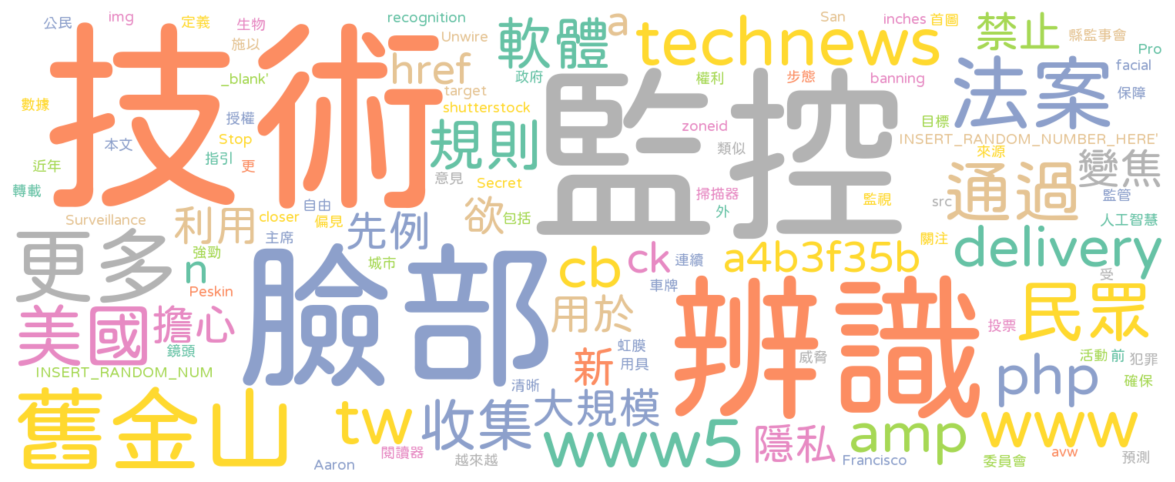 公民 img 定義 生物 recognition San inches 首圖 禁止 縣監事會
施以 Unwire 軟體 a technews Pro
技術 _blank' href 政府 權利 步態 banning 法案 facial
數據 target 監控 保障
授權 shutterstock zoneid 目標
本文 Stop 規則 類似 INSERT_RANDOM_NUMBER_HERE'
近年 指引 更 意見 來源 變焦
轉載 Secret 掃描器 通過
自由 欲 外 監視 src 監管
Surveillance 利用 closer 偏見 先例 包括 人工智慧
更多 強勁 主席 關注 delivery
n 城市 cb ck 連續 a4b3f35b
Peskin 臉部 車牌 受
美國 擔心 用於 辨識 民眾
鏡頭 新 虹膜 投票
INSERT_RANDOM_NUM 用具 威脅 活動 前 犯罪
清晰 php 確保
舊金山 tw 收集 大規模 www
www5 隱私 amp
閱讀器 avw
Aaron 越來越 Francisco 委員會 預測